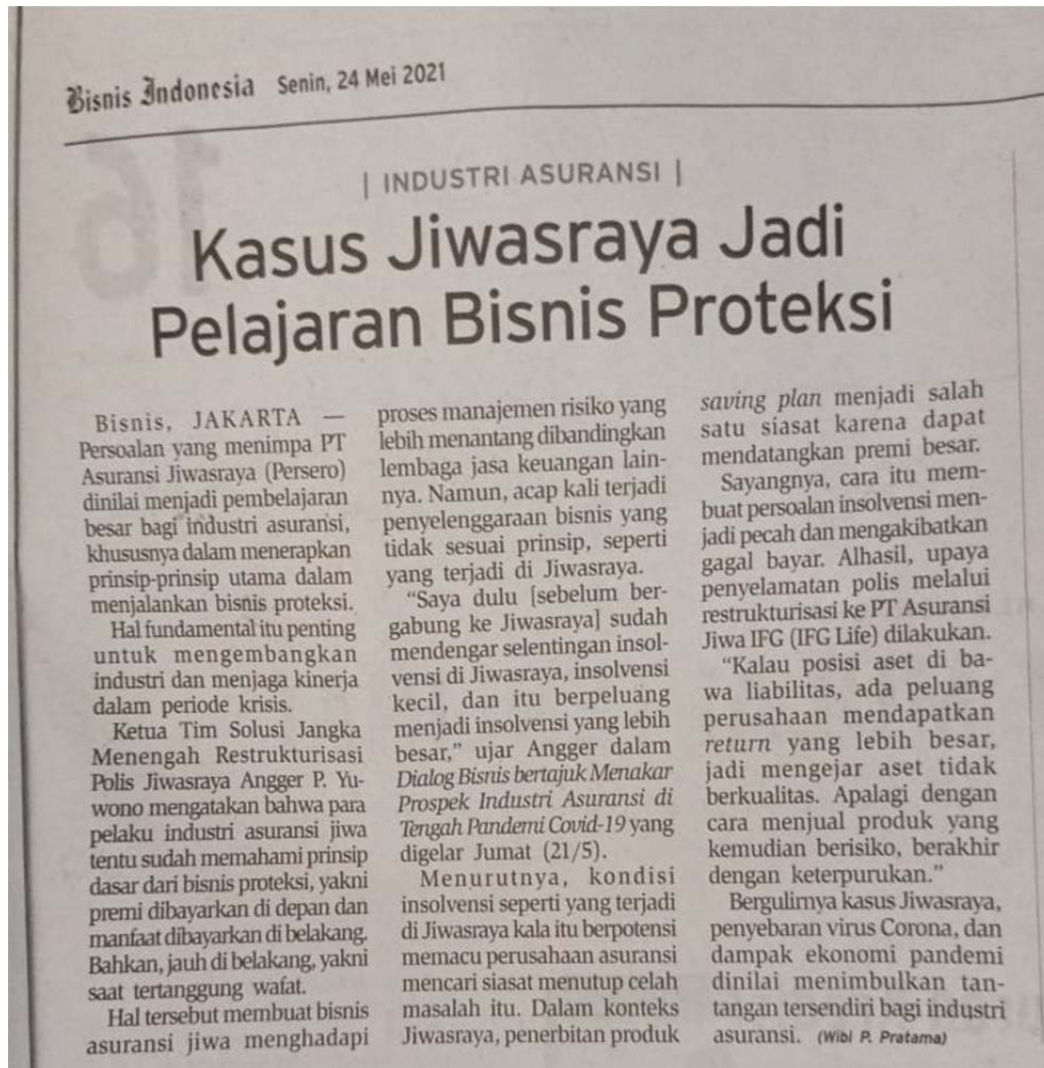 Bisnis Indonesia Senin, 24 Mei 2021
| INDUSTRI ASURANSI |
Kasus Jiwasraya Jadi
Pelajaran Bisnis Proteksi
Bisnis, JAKARTA —
Persoalan yang menimpa PT
Asuransi Jiwasraya (Persero)
dinilai menjadi pembelajaran
besar bagi industri asuransi,
khususnya dalam menerapkan
prinsip-prinsip utama dalam
menjalankan bisnis proteksi.
Hal fundamental itu penting
untuk mengembangkan
industri dan menjaga kinerja
dalam periode krisis.
Ketua Tim Solusi Jangka
Menengah Restrukturisasi
Polis Jiwasraya Angger P. Yu-
wono mengatakan bahwa para
pelaku industri asuransi jiwa
tentu sudah memahami prinsip
dasar dari bisnis proteksi, yakni
premi dibayarkan di depan dan
manfaat dibayarkan di belakang.
Bahkan, jauh di belakang, yakni
saat tertanggung wafat.
Hal tersebut membuat bisnis
asuransi jiwa menghadapi
proses manajemen risiko yang
lebih menantang dibandingkan
lembaga jasa keuangan lain-
nya. Namun, acap kali terjadi
penyelenggaraan bisnis yang
tidak sesuai prinsip, seperti
yang terjadi di Jiwasraya.
“Saya dulu [sebelum ber-
gabung ke Jiwasraya] sudah
mendengar selentingan insol-
vensi di Jiwasraya, insolvensi
kecil, dan itu berpeluang
menjadi insolvensi yang lebih
besar,” ujar Angger dalam
Dialog Bisnis bertajuk Menakar
Prospek Industri Asuransi di
Tengah Pandemi Covid-19 yang
digelar Jumat (21/5).
Menurutnya, kondisi
insolvensi seperti yang terjadi
di Jiwasraya kala itu berpotensi
memacu perusahaan asuransi
mencari siasat menutup celah
masalah itu. Dalam konteks
Jiwasraya, penerbitan produk
saving plan menjadi salah
satu siasat karena dapat
mendatangkan premi besar.
Sayangnya, cara itu mem-
buat persoalan insolvensi men-
jadi pecah dan mengakibatkan
gagal bayar. Alhasil, upaya
penyelamatan polis melalui
restrukturisasi ke PT Asuransi
Jiwa IFG (IFG Life) dilakukan.
“Kalau posisi aset di ba-
wa liabilitas, ada peluang
perusahaan mendapatkan
return yang lebih besar,
jadi mengejar aset tidak
berkualitas. Apalagi dengan
cara menjual produk yang
kemudian berisiko, berakhir
dengan keterpurukan.”
Bergulirnya kasus Jiwasraya,
penyebaran virus Corona, dan
dampak ekonomi pandemi
dinilai menimbulkan tan-
tangan tersendiri bagi industri
asuransi. (Wibi P. Pratama)